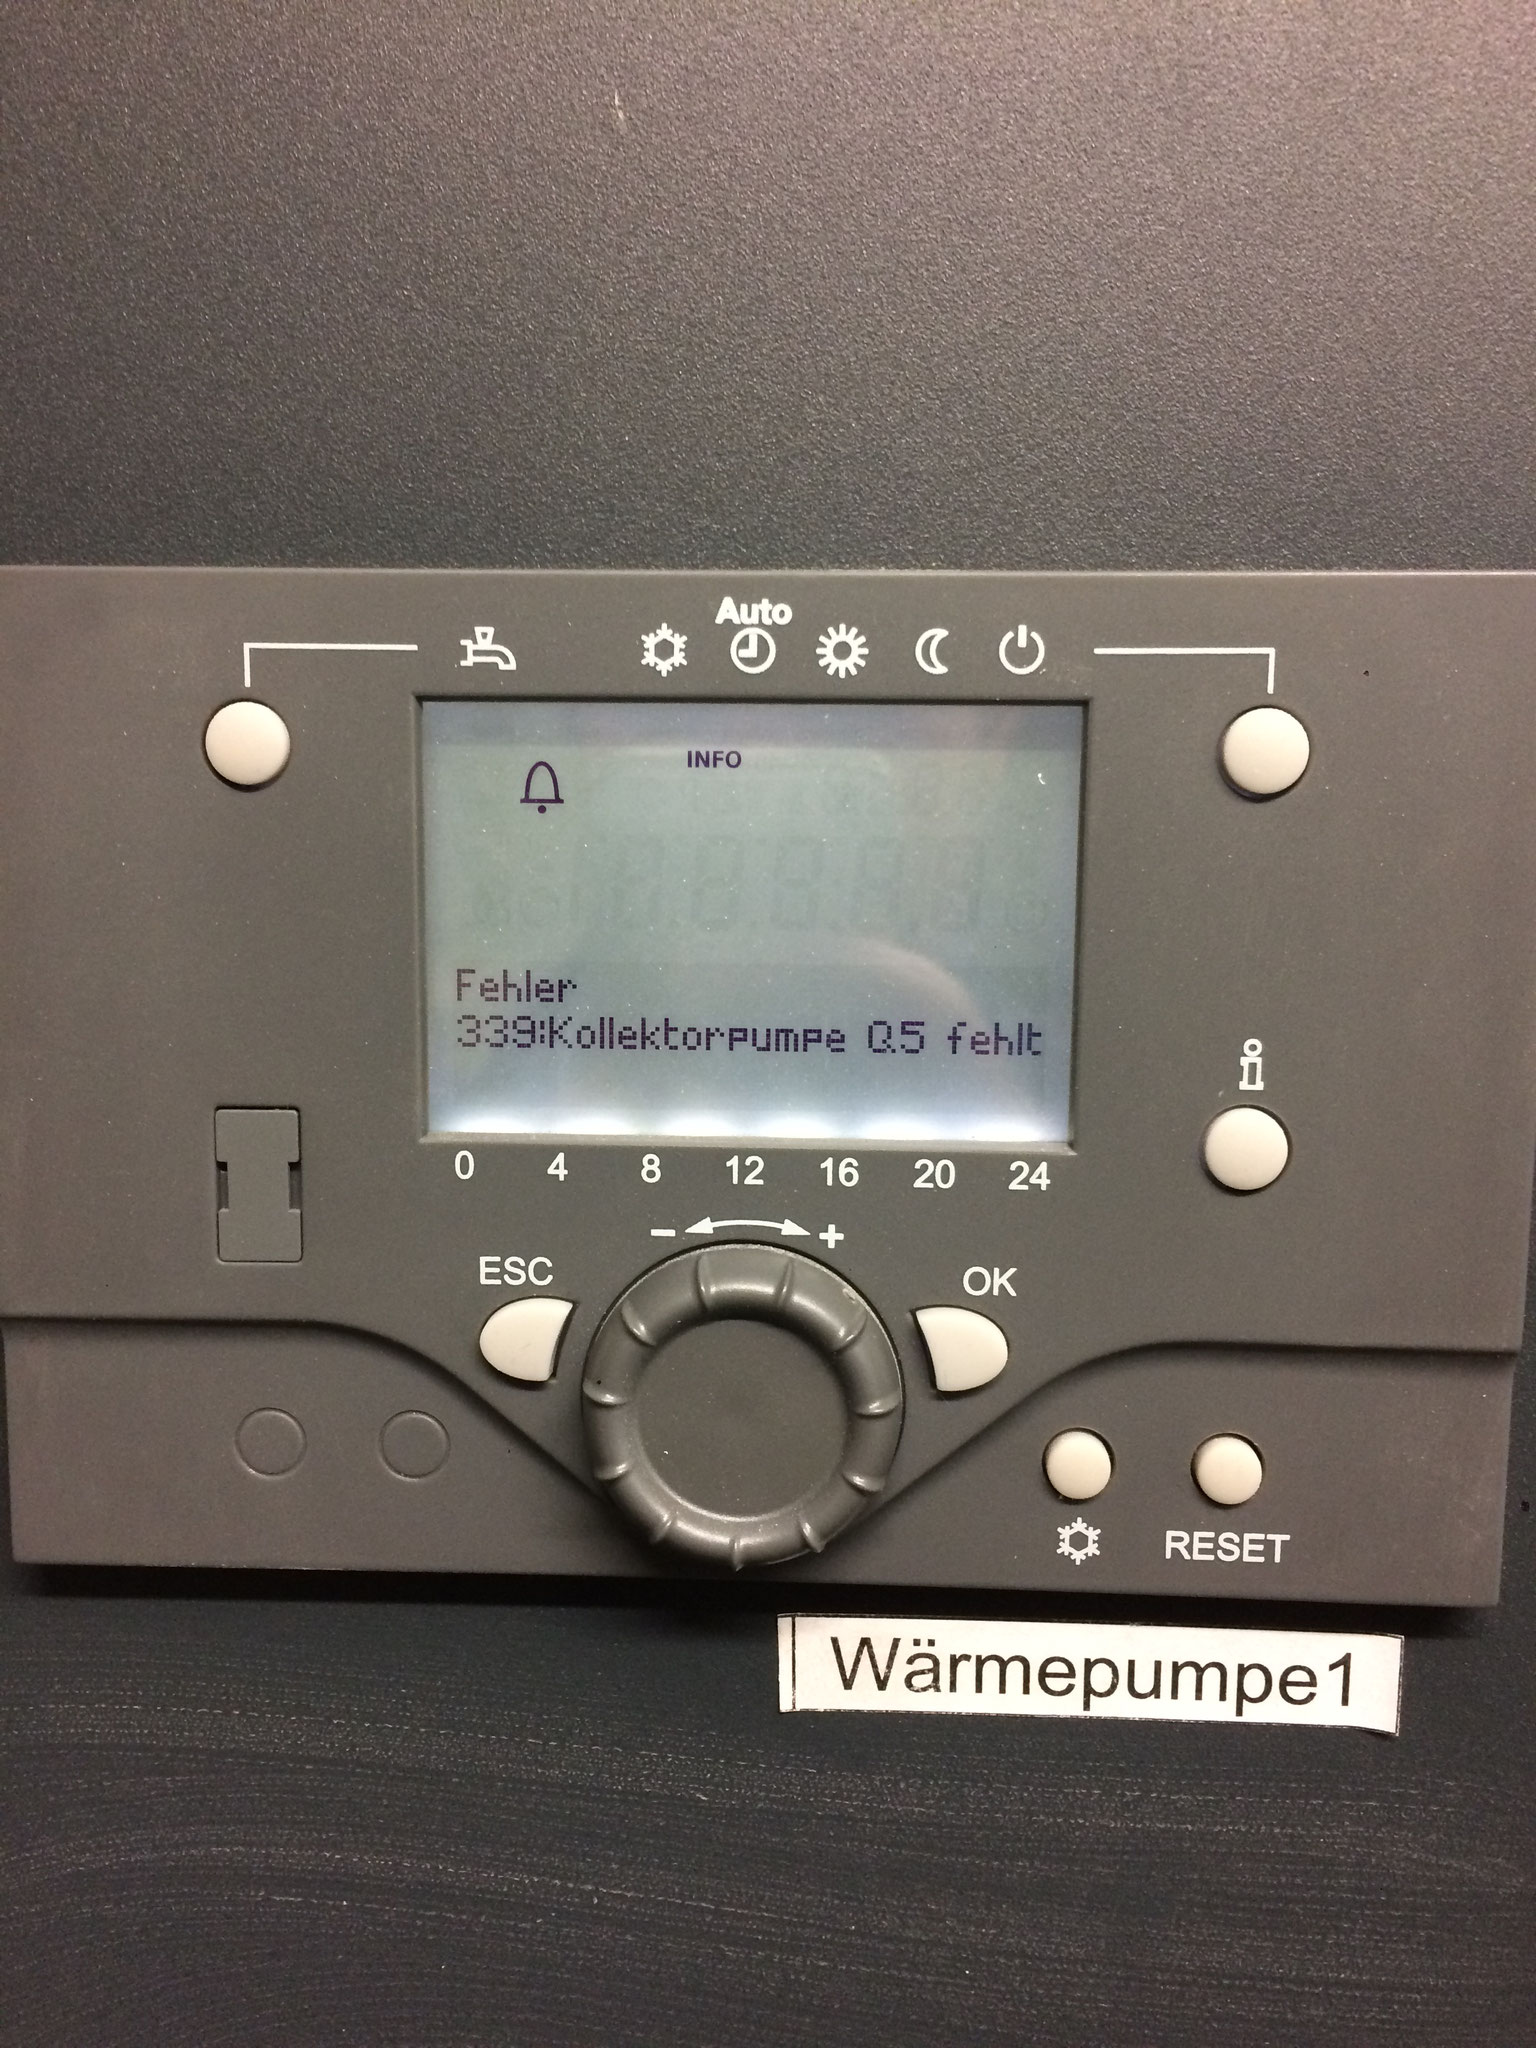 Auto
INFO
Fehler
339:Kollektorpumpe Q5 fehlt
0 4 8 12 16 20 24
- +
ESC
OK
RESET
Wärmepumpe1